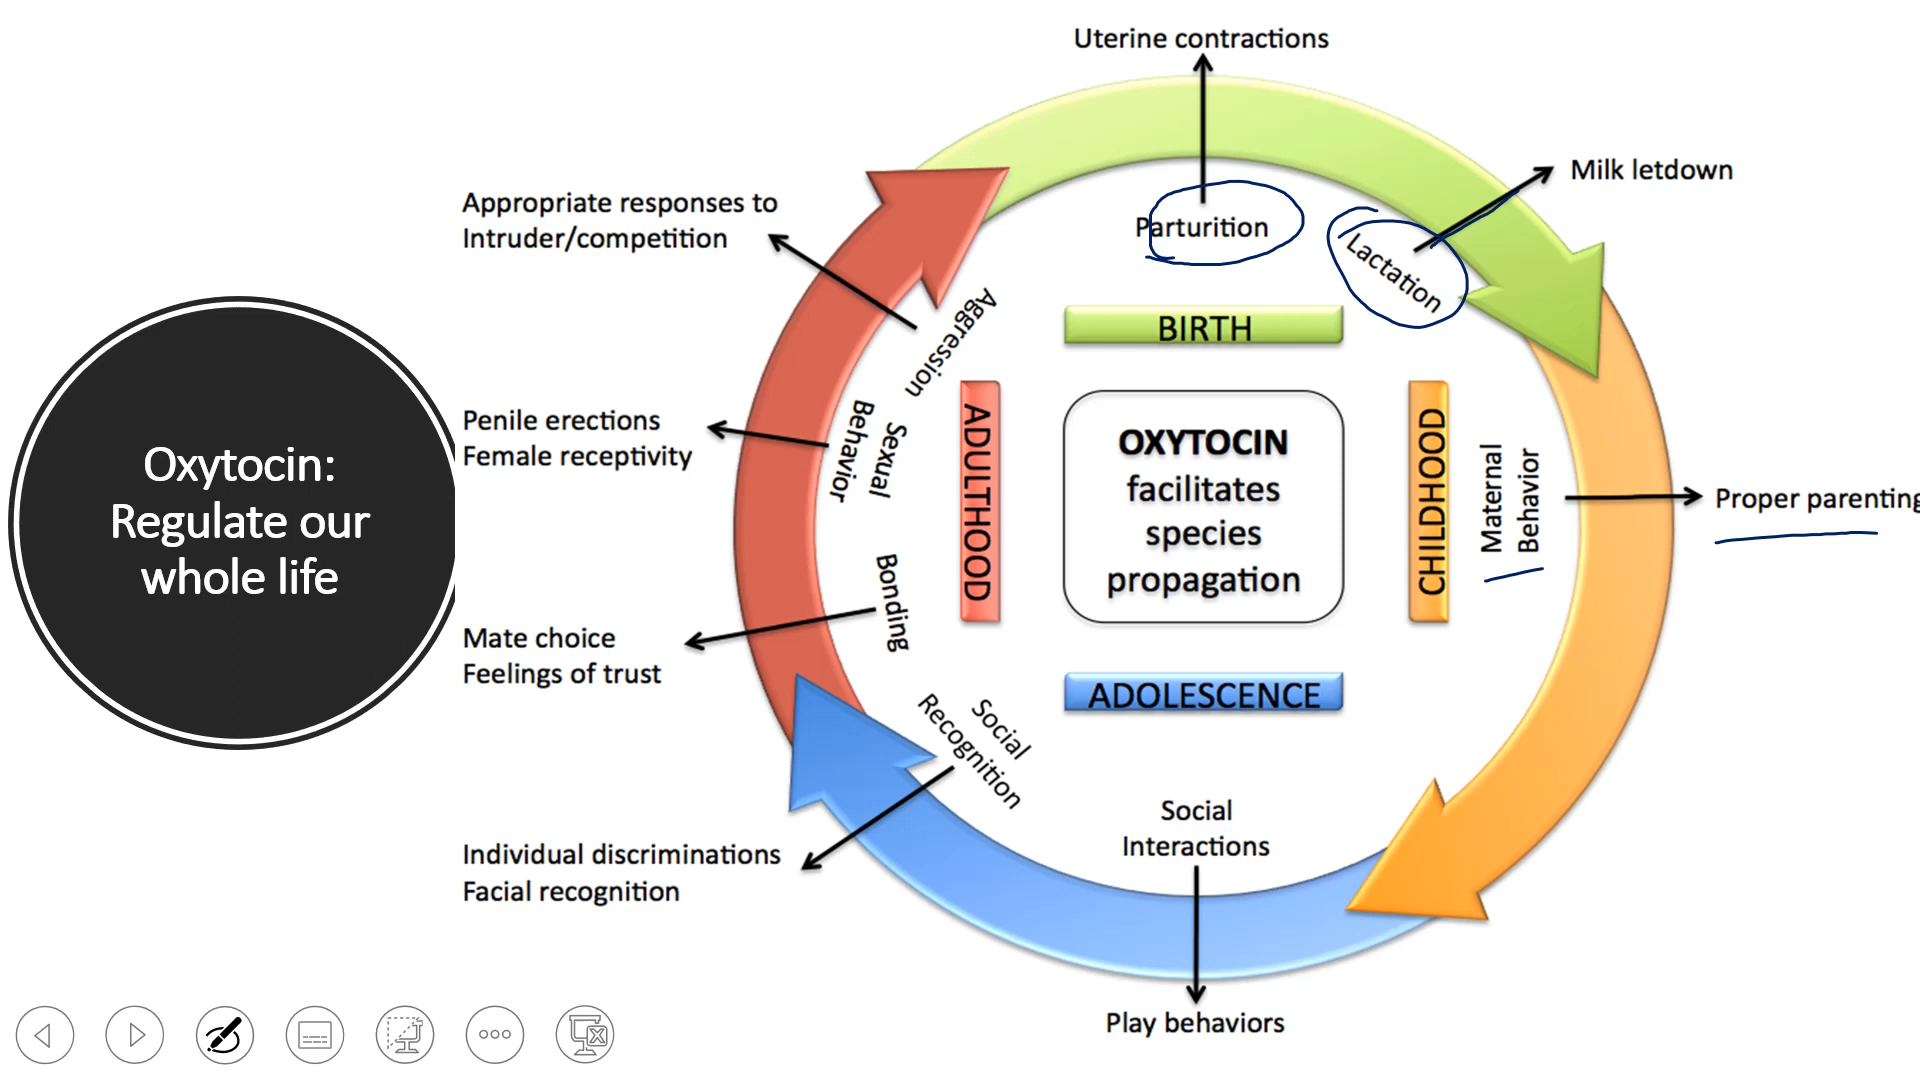 Oxytocin:
Regulate our
whole life
Uterine contractions
Milk letdown
Parturition
Lactation
BIRTH
Appropriate responses to
Intruder/competition
Aggression
Penile erections
Female receptivity
Sexual
Behavior
ADULTHOOD
OXYTOCIN
facilitates
species
propagation
CHILDHOOD
Maternal
Behavior
Proper parenting
Mate choice
Feelings of trust
Bonding
ADOLESCENCE
Social
Recognition
Individual discriminations
Facial recognition
Social
Interactions
Play behaviors